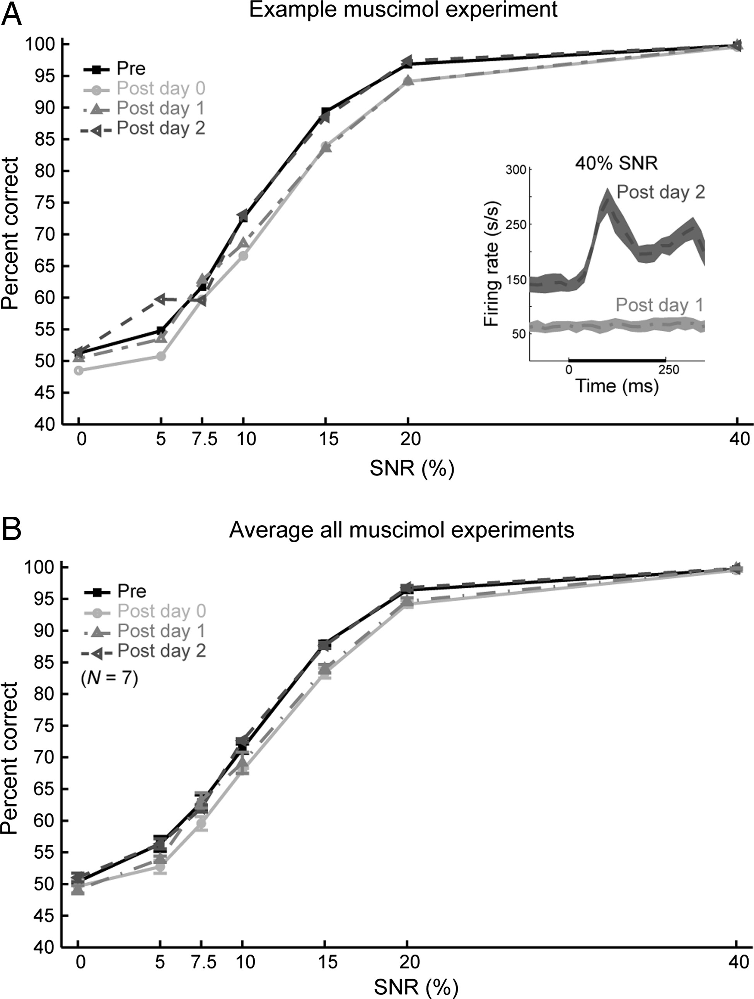 A
Example muscimol experiment
100
95
90
85
80
75
70
65
60
55
50
45
40
Percent correct
Pre
Post day 0
Post day 1
Post day 2
40% SNR
300
250
150
50
Firing rate (s/s)
Post day 2
Post day 1
0 250
Time (ms)
0 5 7.5 10 15 20 40
SNR (%)
B
Average all muscimol experiments
100
95
90
85
80
75
70
65
60
55
50
45
40
Percent correct
Pre
Post day 0
Post day 1
Post day 2
(N = 7)
0 5 7.5 10 15 20 40
SNR (%)